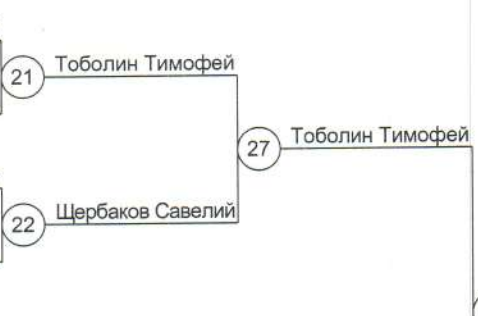 21 Тоболин Тимофей
27 Тоболин Тимофей
22 Щербаков Савелий